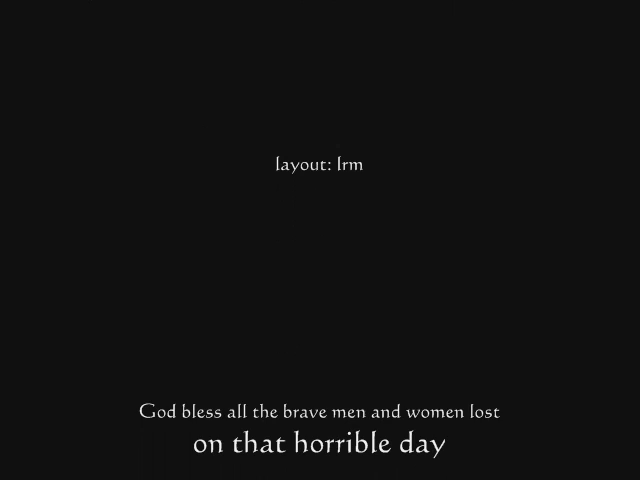 layout: lrm
God bless all the brave men and women lost
on that horrible day